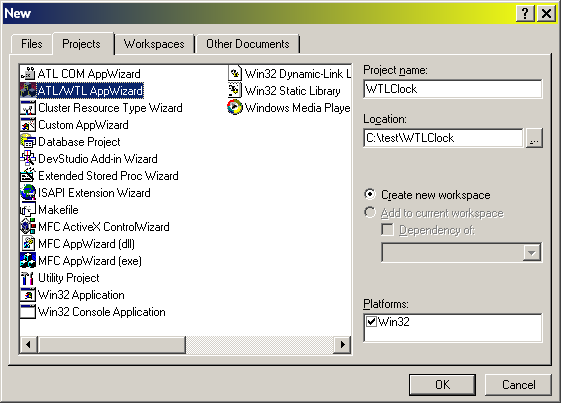 New
Files
Projects
Workspaces
Other Documents
ATL COM AppWizard
ATL/WTL AppWizard
Cluster Resource Type Wizard
Custom AppWizard
Database Project
DevStudio Add-in Wizard
Extended Stored Proc Wizard
ISAPI Extension Wizard
Makefile
MFC ActiveX ControlWizard
MFC AppWizard (dll)
MFC AppWizard (exe)
Utility Project
Win32 Application
Win32 Console Application
Win32 Dynamic-Link L
Win32 Static Library
Windows Media Player
Project name:
WTLClock
Location:
C:\test\WTLClock
...
Create new workspace
Add to current workspace
Dependency of:
Platforms:
Win32
OK
Cancel